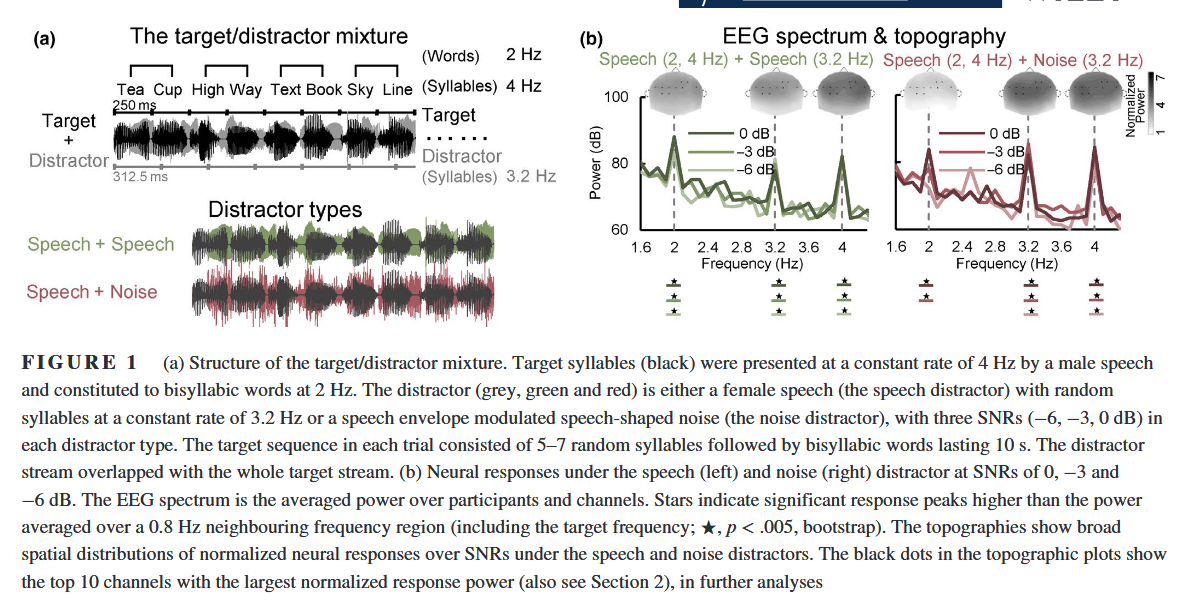 (a)
The target/distractor mixture
(Words) 2 Hz
(Syllables) 4 Hz
Tea Cup High Way Text Book Sky Line
250 ms
Target
+
Distractor
Target
......
Distractor
(Syllables) 3.2 Hz
312.5 ms
Distractor types
Speech + Speech
Speech + Noise
(b)
EEG spectrum & topography
Speech (2, 4 Hz) + Speech (3.2 Hz)
Speech (2, 4 Hz) + Noise (3.2 Hz)
Normalized
Power
7
4
1
Power (dB)
100
80
60
0 dB
−3 dB
−6 dB
1.6 2 2.4 2.8 3.2 3.6 4
Frequency (Hz)
0 dB
−3 dB
−6 dB
1.6 2 2.4 2.8 3.2 3.6 4
Frequency (Hz)
★ ★ ★
★ ★ ★
★ ★ ★
★ ★ ★
★ ★ ★
★ ★
FIGURE 1 (a) Structure of the target/distractor mixture. Target syllables (black) were presented at a constant rate of 4 Hz by a male speech
and constituted to bisyllabic words at 2 Hz. The distractor (grey, green and red) is either a female speech (the speech distractor) with random
syllables at a constant rate of 3.2 Hz or a speech envelope modulated speech-shaped noise (the noise distractor), with three SNRs (−6, −3, 0 dB) in
each distractor type. The target sequence in each trial consisted of 5–7 random syllables followed by bisyllabic words lasting 10 s. The distractor
stream overlapped with the whole target stream. (b) Neural responses under the speech (left) and noise (right) distractor at SNRs of 0, −3 and
−6 dB. The EEG spectrum is the averaged power over participants and channels. Stars indicate significant response peaks higher than the power
averaged over a 0.8 Hz neighbouring frequency region (including the target frequency; ★, p < .005, bootstrap). The topographies show broad
spatial distributions of normalized neural responses over SNRs under the speech and noise distractors. The black dots in the topographic plots show
the top 10 channels with the largest normalized response power (also see Section 2), in further analyses